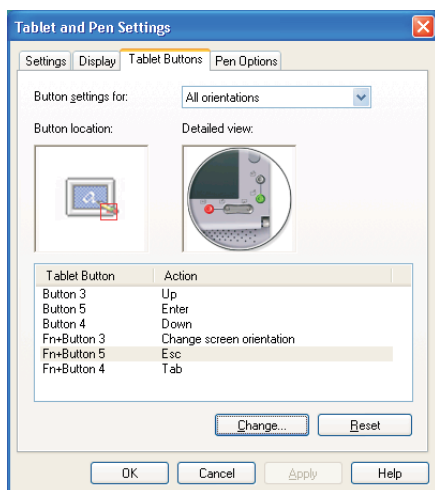 Tablet and Pen Settings
Settings Display Tablet Buttons Pen Options
Button settings for: All orientations
Button location: Detailed view:
Tablet Button Action
Button 3 Up
Button 5 Enter
Button 4 Down
Fn+Button 3 Change screen orientation
Fn+Button 5 Esc
Fn+Button 4 Tab
Change... Reset
OK Cancel Apply Help